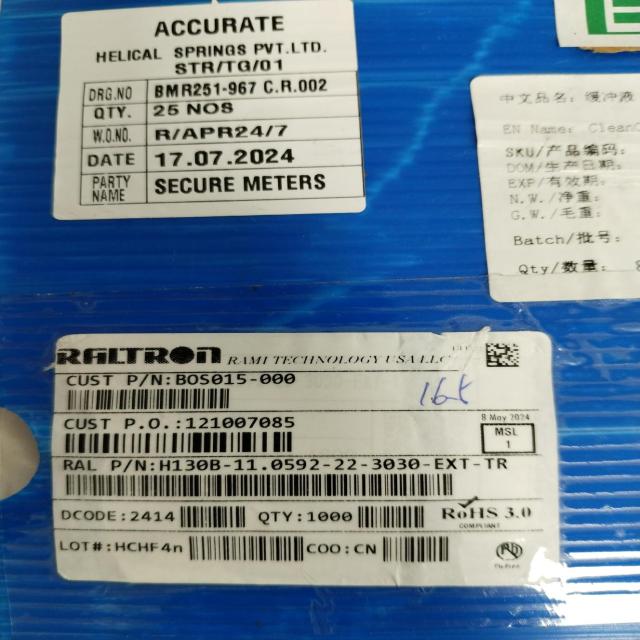 ACCURATE
HELICAL SPRINGS PVT.LTD.
STR/TG/01
DRG.NO BMR251-967 C.R.002
QTY. 25 NOS
W.O.NO. R/APR24/7
DATE 17.07.2024
PARTY NAME SECURE METERS
中文品名: 缓冲液
EN Name: Clean
SKU/产品编码:
DOM/生产日期:
EXP/有效期:
N.W./净重:
G.W./毛重:
Batch/批号:
Qty/数量:
RALTRON RAMI TECHNOLOGY USA LLC
CUST P/N:BOS015-000
16k
CUST P.O.:121007085
8 May 2024
MSL
1
RAL P/N:H130B-11.0592-22-3030-EXT-TR
DCODE:2414 QTY:1000 RoHS 3.0
COMPLIANT
LOT#:HCHF4n COO:CN
Pb-Free